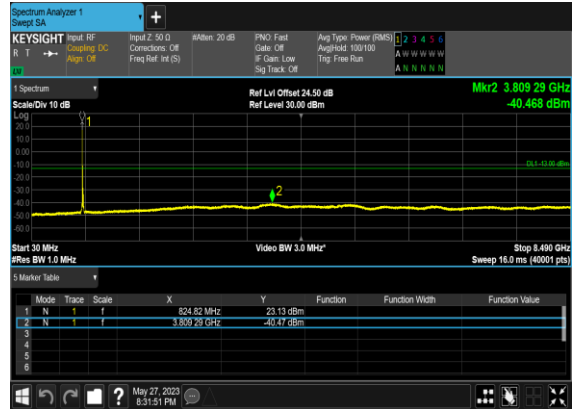 Spectrum Analyzer 1
Swept SA
+
KEYSIGHT Input: RF Input Z: 50 Ω #Atten: 20 dB PNO: Fast Avg Type: Power (RMS) 1 2 3 4 5 6
R T Coupling: DC Corrections: Off Gate: Off Avg|Hold: 100/100 A W W W W W
Align: Off Freq Ref: Int (S) IF Gain: Low Trig: Free Run
Sig Track: Off A N N N N N
1 Spectrum Ref Lvl Offset 24.50 dB Mkr2 3.809 29 GHz
Scale/Div 10 dB Ref Level 30.00 dBm -40.468 dBm
Log
1
20.0
10.0
0.00
-10.0
DL1 -13.00 dBm
-20.0
-30.0
2
-40.0
-50.0
-60.0
Start 30 MHz Video BW 3.0 MHz* Stop 8.490 GHz
#Res BW 1.0 MHz Sweep 16.0 ms (40001 pts)
5 Marker Table
Mode Trace Scale X Y Function Function Width Function Value
1 N 1 f 824.82 MHz 23.13 dBm
2 N 1 f 3.809 29 GHz -40.47 dBm
3
4
5
6
? May 27, 2023
8:31:51 PM